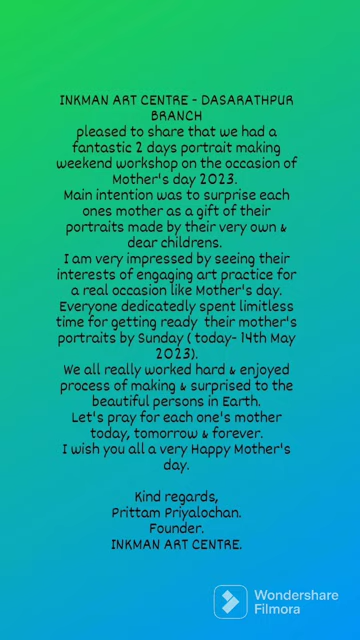 INKMAN ART CENTRE - DASARATHPUR
BRANCH
pleased to share that we had a
fantastic 2 days portrait making
weekend workshop on the occasion of
Mother's day 2023.
Main intention was to surprise each
ones mother as a gift of their
portraits made by their very own &
dear childrens.
I am very impressed by seeing their
interests of engaging art practice for
a real occasion like Mother's day.
Everyone dedicatedly spent limitless
time for getting ready their mother's
portraits by Sunday ( today- 14th May
2023).
We all really worked hard & enjoyed
process of making & surprised to the
beautiful persons in Earth.
Let's pray for each one's mother
today, tomorrow & forever.
I wish you all a very Happy Mother's
day.
Kind regards,
Prittam Priyalochan.
Founder.
INKMAN ART CENTRE.
Wondershare
Filmora